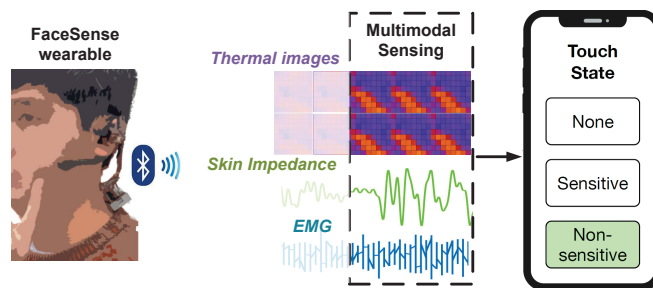 FaceSense
wearable
Thermal images
Multimodal
Sensing
Skin Impedance
EMG
Touch
State
None
Sensitive
Non-
sensitive